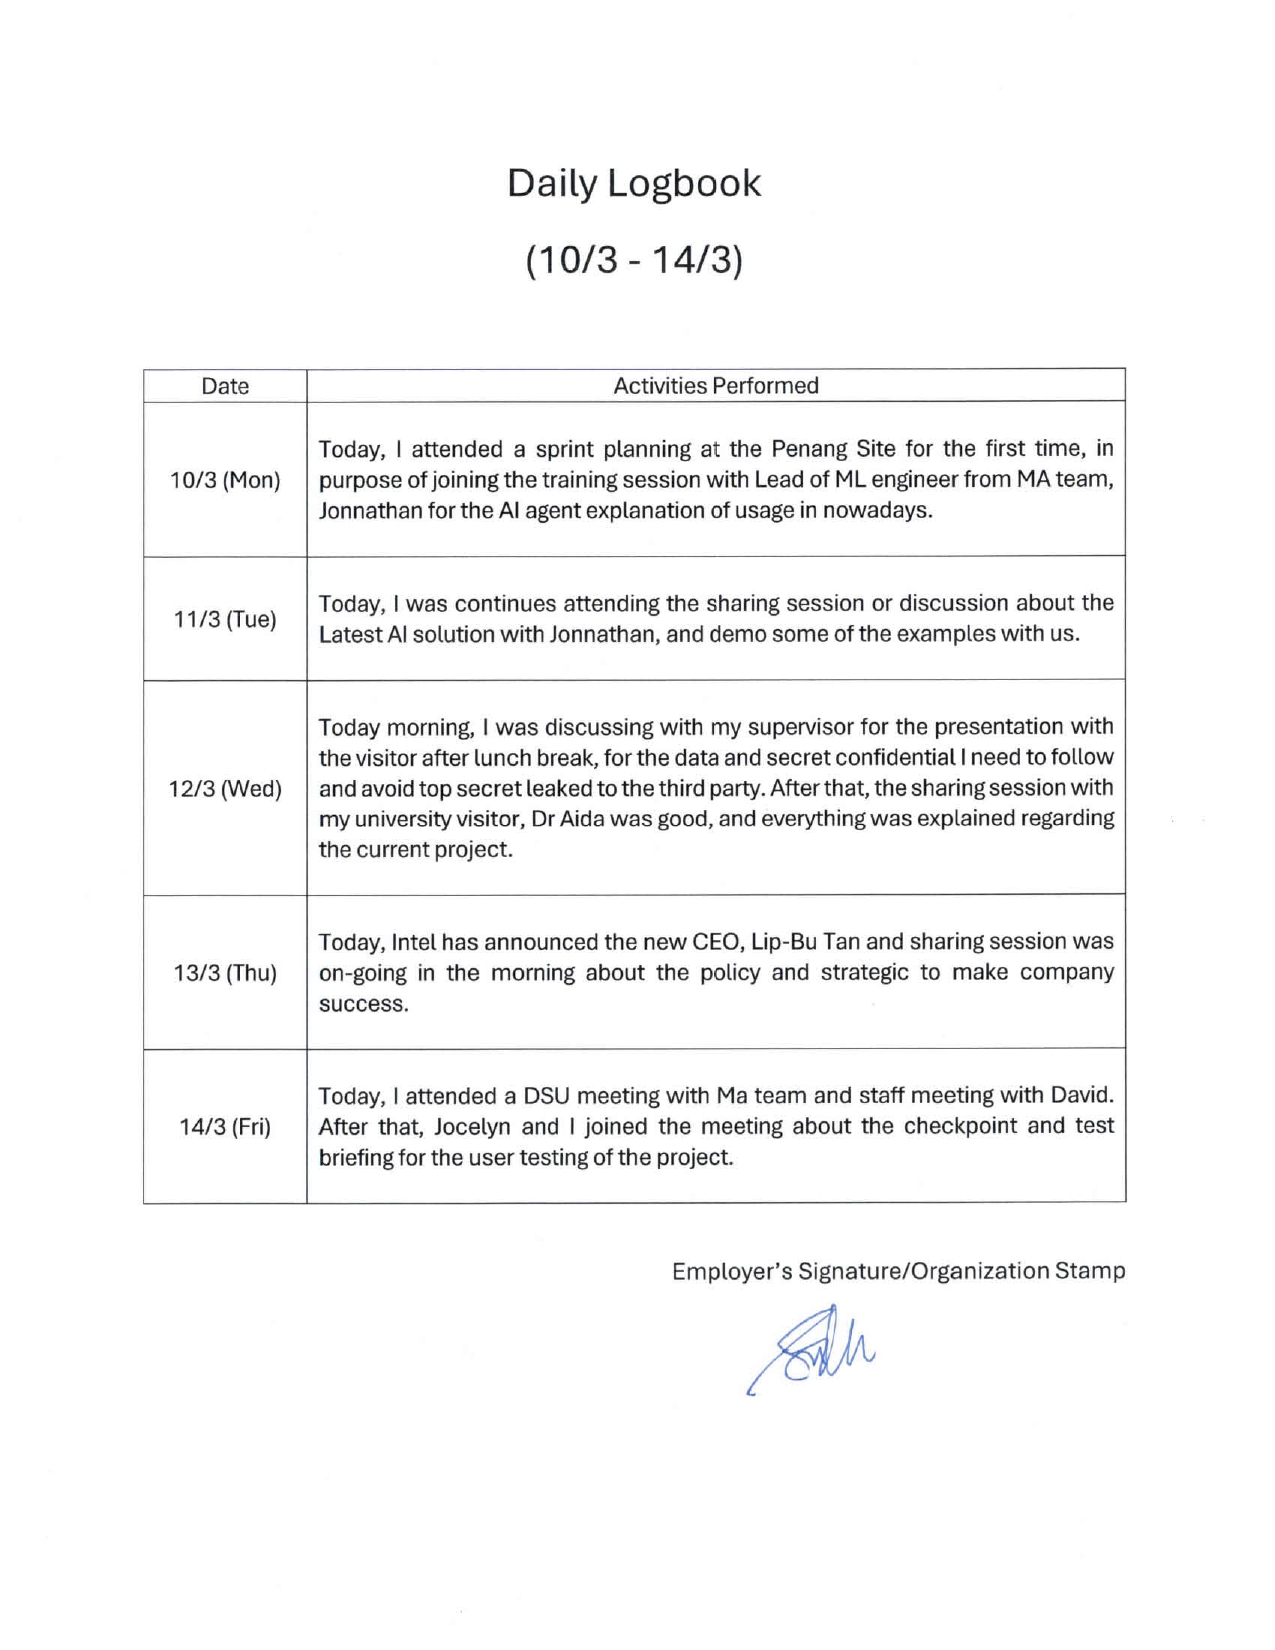 Daily Logbook
(10/3 - 14/3)
Date
Activities Performed
10/3 (Mon)
Today, I attended a sprint planning at the Penang Site for the first time, in
purpose of joining the training session with Lead of ML engineer from MA team,
Jonnathan for the AI agent explanation of usage in nowadays.
11/3 (Tue)
Today, I was continues attending the sharing session or discussion about the
Latest AI solution with Jonnathan, and demo some of the examples with us.
12/3 (Wed)
Today morning, I was discussing with my supervisor for the presentation with
the visitor after lunch break, for the data and secret confidential I need to follow
and avoid top secret leaked to the third party. After that, the sharing session with
my university visitor, Dr Aida was good, and everything was explained regarding
the current project.
13/3 (Thu)
Today, Intel has announced the new CEO, Lip-Bu Tan and sharing session was
on-going in the morning about the policy and strategic to make company
success.
14/3 (Fri)
Today, I attended a DSU meeting with Ma team and staff meeting with David.
After that, Jocelyn and I joined the meeting about the checkpoint and test
briefing for the user testing of the project.
Employer's Signature/Organization Stamp